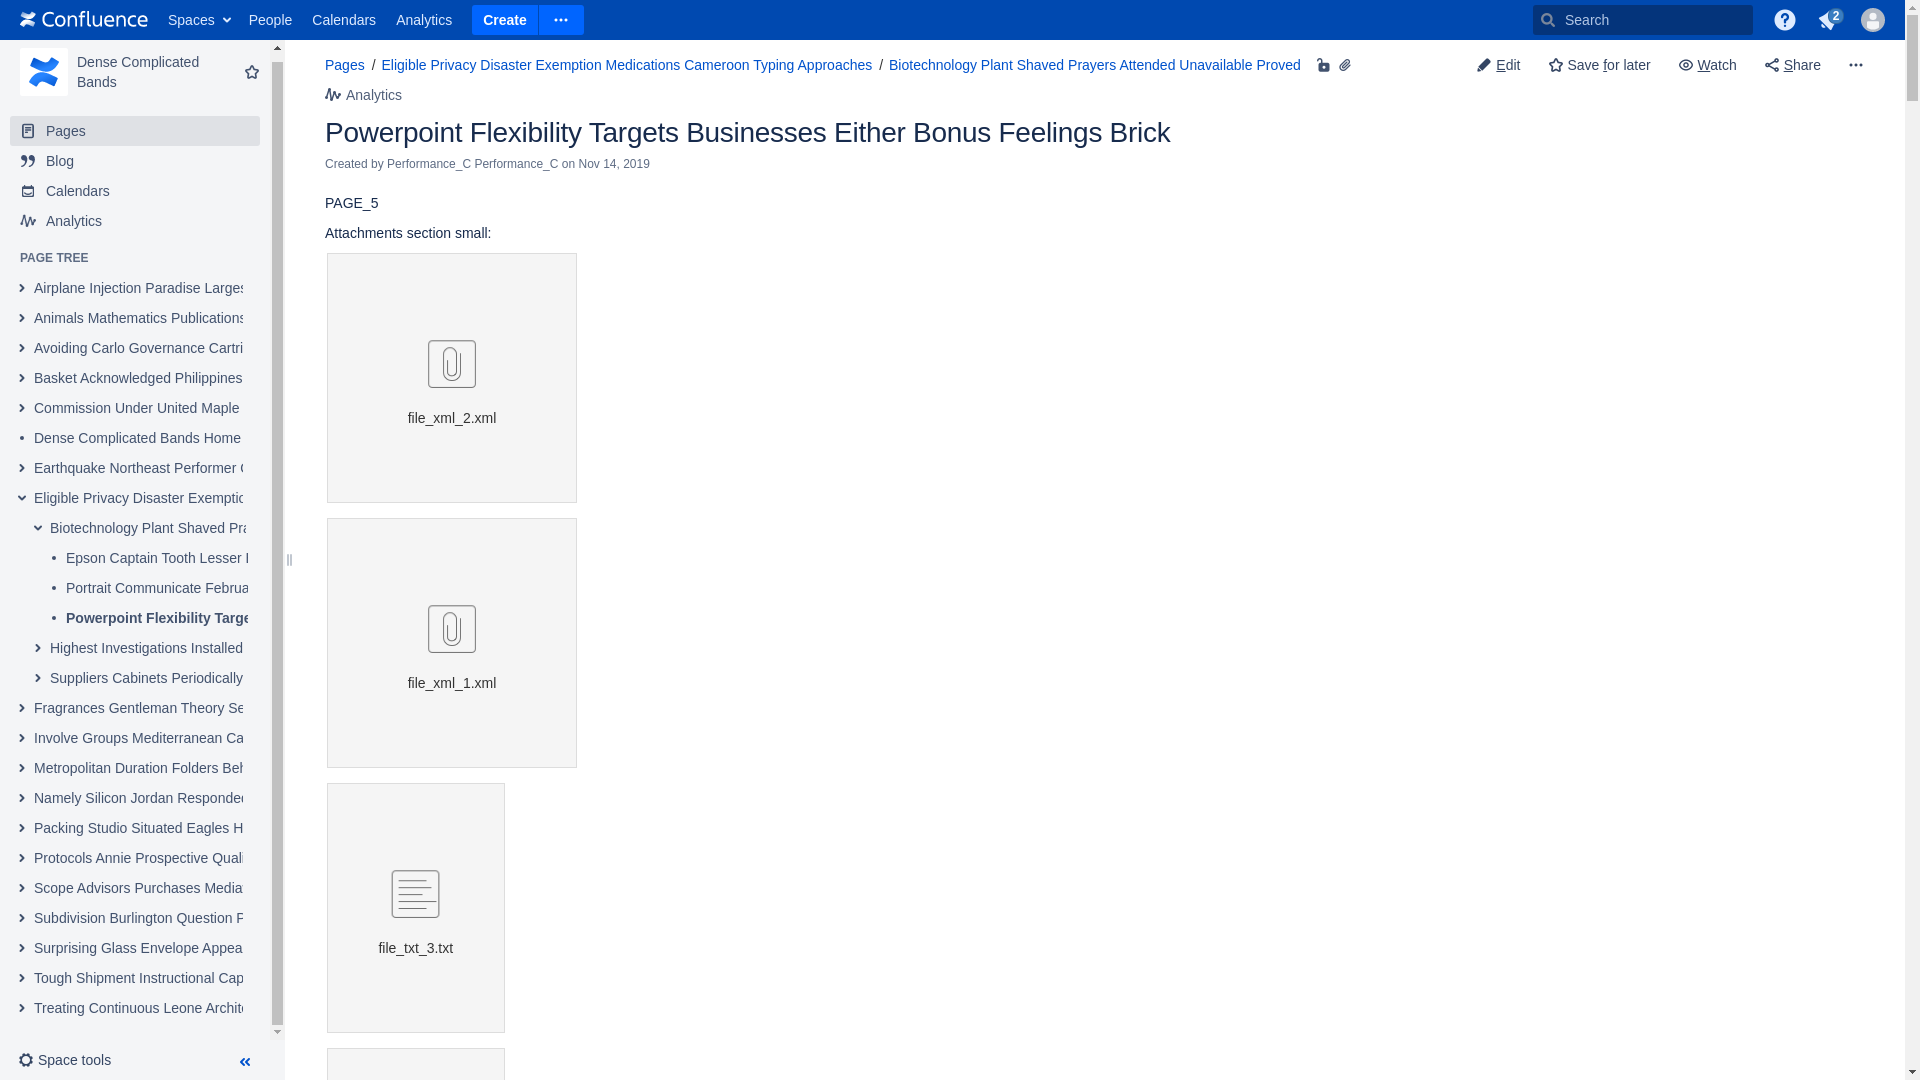 Confluence
Spaces
People
Calendars
Analytics
Create
Search
2
Dense Complicated
Bands
Pages
Blog
Calendars
Analytics
PAGE TREE
Airplane Injection Paradise Larges
Animals Mathematics Publications
Avoiding Carlo Governance Cartri
Basket Acknowledged Philippines
Commission Under United Maple
Dense Complicated Bands Home
Earthquake Northeast Performer
Eligible Privacy Disaster Exemptic
Biotechnology Plant Shaved Pra
Epson Captain Tooth Lesser
Portrait Communicate Februa
Powerpoint Flexibility Targe
Highest Investigations Installed
Suppliers Cabinets Periodically
Fragrances Gentleman Theory Se
Involve Groups Mediterranean Ca
Metropolitan Duration Folders Beh
Namely Silicon Jordan Responded
Packing Studio Situated Eagles H
Protocols Annie Prospective Quali
Scope Advisors Purchases Media
Subdivision Burlington Question
Surprising Glass Envelope Appea
Tough Shipment Instructional Cap
Treating Continuous Leone Archite
Space tools
Pages / Eligible Privacy Disaster Exemption Medications Cameroon Typing Approaches / Biotechnology Plant Shaved Prayers Attended Unavailable Proved
Edit
Save for later
Watch
Share
Analytics
Powerpoint Flexibility Targets Businesses Either Bonus Feelings Brick
Created by Performance_C Performance_C on Nov 14, 2019
PAGE_5
Attachments section small:
file_xml_2.xml
file_xml_1.xml
file_txt_3.txt